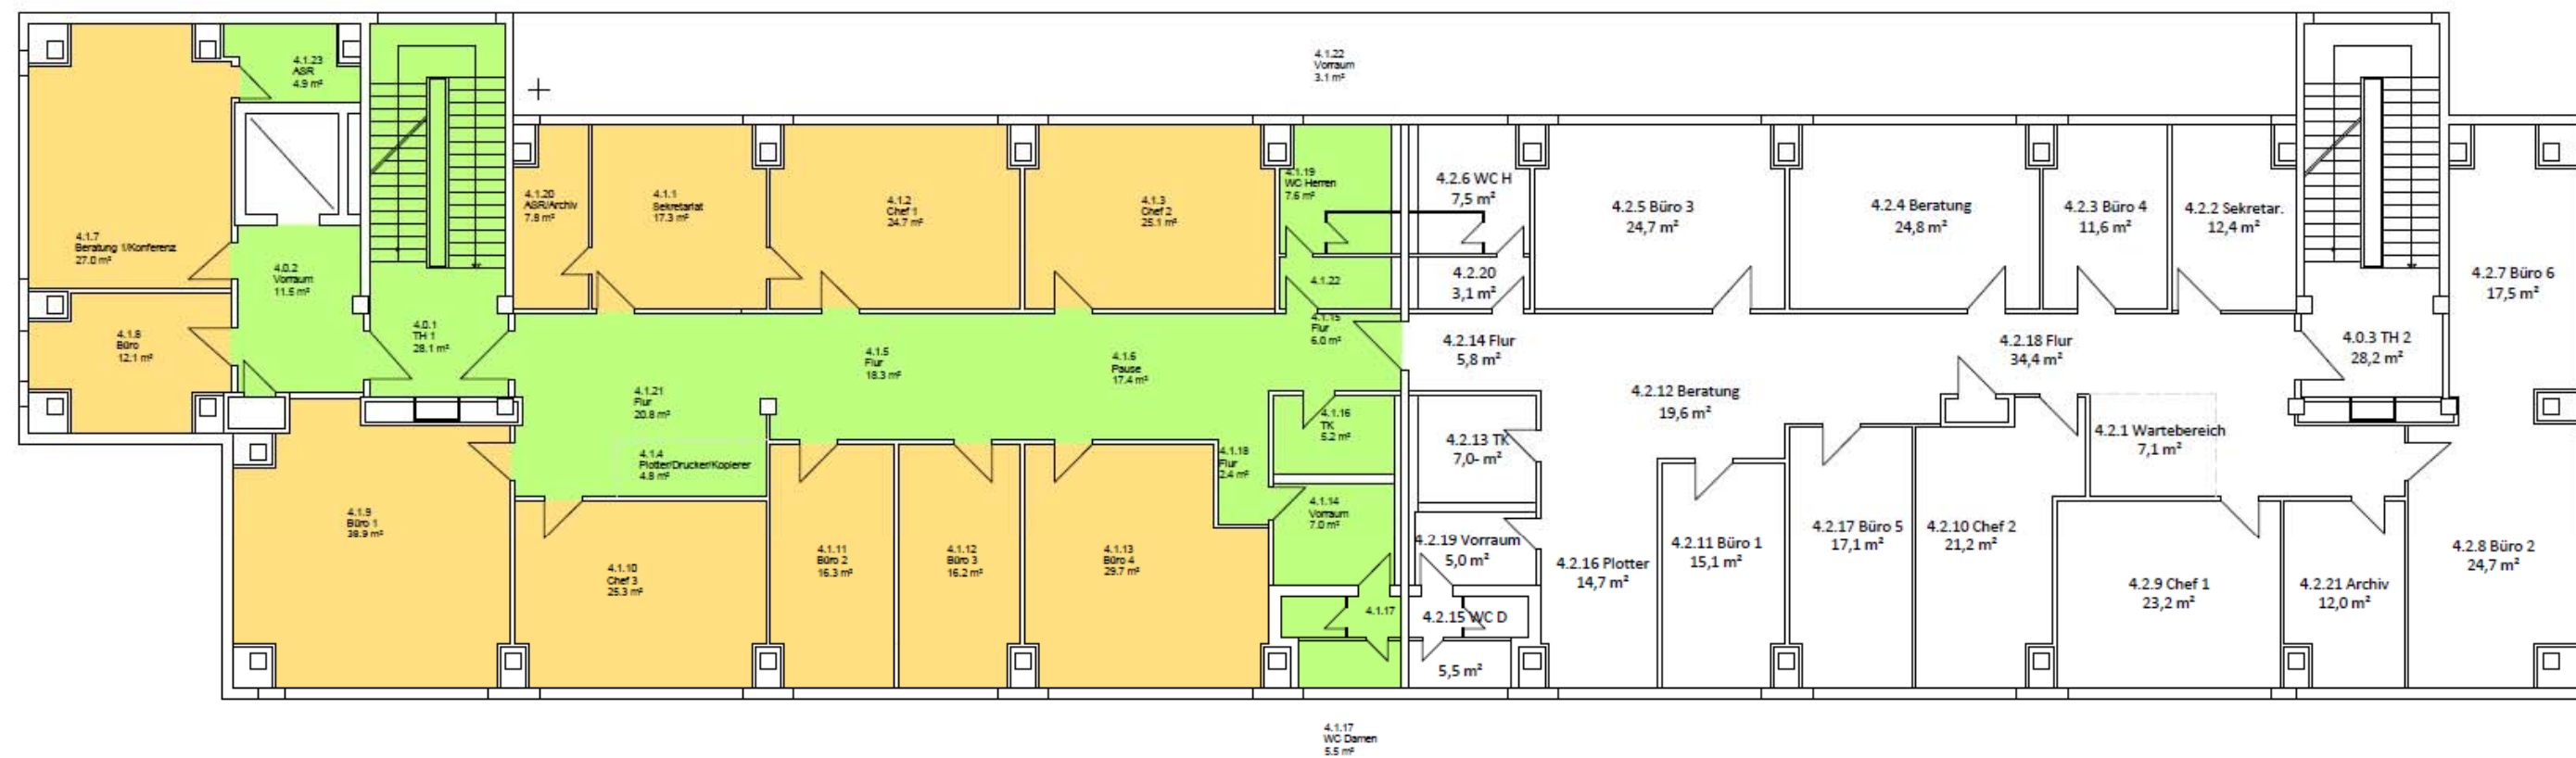 4.1.22
Vorraum
3.1 m²
4.1.23
ASR
4.9 m²
4.1.7
Beratung 1/Konferenz
27.0 m²
4.0.2
Vorraum
11.5 m²
4.1.8
Büro
12.1 m²
4.0.1
TH 1
28.1 m²
4.1.20
ASR/Archiv
7.8 m²
4.1.1
Sekretariat
17.3 m²
4.1.2
Chef 1
24.7 m²
4.1.3
Chef 2
25.1 m²
4.1.19
WC Herren
7.6 m²
4.1.22
4.1.15
Flur
6.0 m²
4.1.5
Flur
18.3 m²
4.1.6
Pause
17.4 m²
4.1.21
Flur
20.8 m²
4.1.4
Plotter/Drucker/Kopierer
4.8 m²
4.1.16
TK
5.2 m²
4.1.18
Flur
2.4 m²
4.1.14
Vorraum
7.0 m²
4.1.9
Büro 1
38.9 m²
4.1.10
Chef 3
25.3 m²
4.1.11
Büro 2
16.3 m²
4.1.12
Büro 3
16.2 m²
4.1.13
Büro 4
29.7 m²
4.1.17
4.1.17
WC Damen
5.5 m²
4.2.6 WC H
7,5 m²
4.2.20
3,1 m²
4.2.5 Büro 3
24,7 m²
4.2.4 Beratung
24,8 m²
4.2.3 Büro 4
11,6 m²
4.2.2 Sekretar.
12,4 m²
4.2.7 Büro 6
17,5 m²
4.2.14 Flur
5,8 m²
4.2.18 Flur
34,4 m²
4.0.3 TH 2
28,2 m²
4.2.12 Beratung
19,6 m²
4.2.13 TK
7,0- m²
4.2.1 Wartebereich
7,1 m²
4.2.19 Vorraum
5,0 m²
4.2.16 Plotter
14,7 m²
4.2.11 Büro 1
15,1 m²
4.2.17 Büro 5
17,1 m²
4.2.10 Chef 2
21,2 m²
4.2.9 Chef 1
23,2 m²
4.2.21 Archiv
12,0 m²
4.2.8 Büro 2
24,7 m²
4.2.15 WC D
5,5 m²